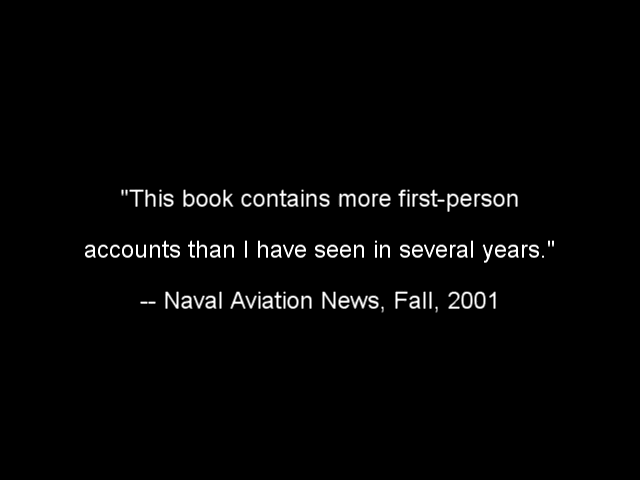 "This book contains more first-person
accounts than I have seen in several years."
-- Naval Aviation News, Fall, 2001